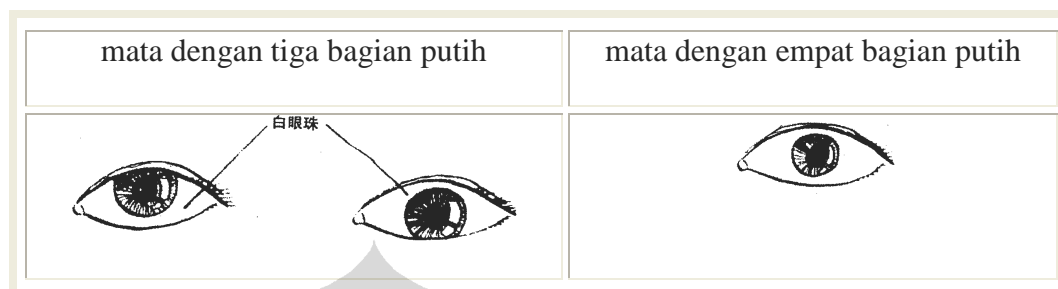 mata dengan tiga bagian putih
mata dengan empat bagian putih
白眼珠